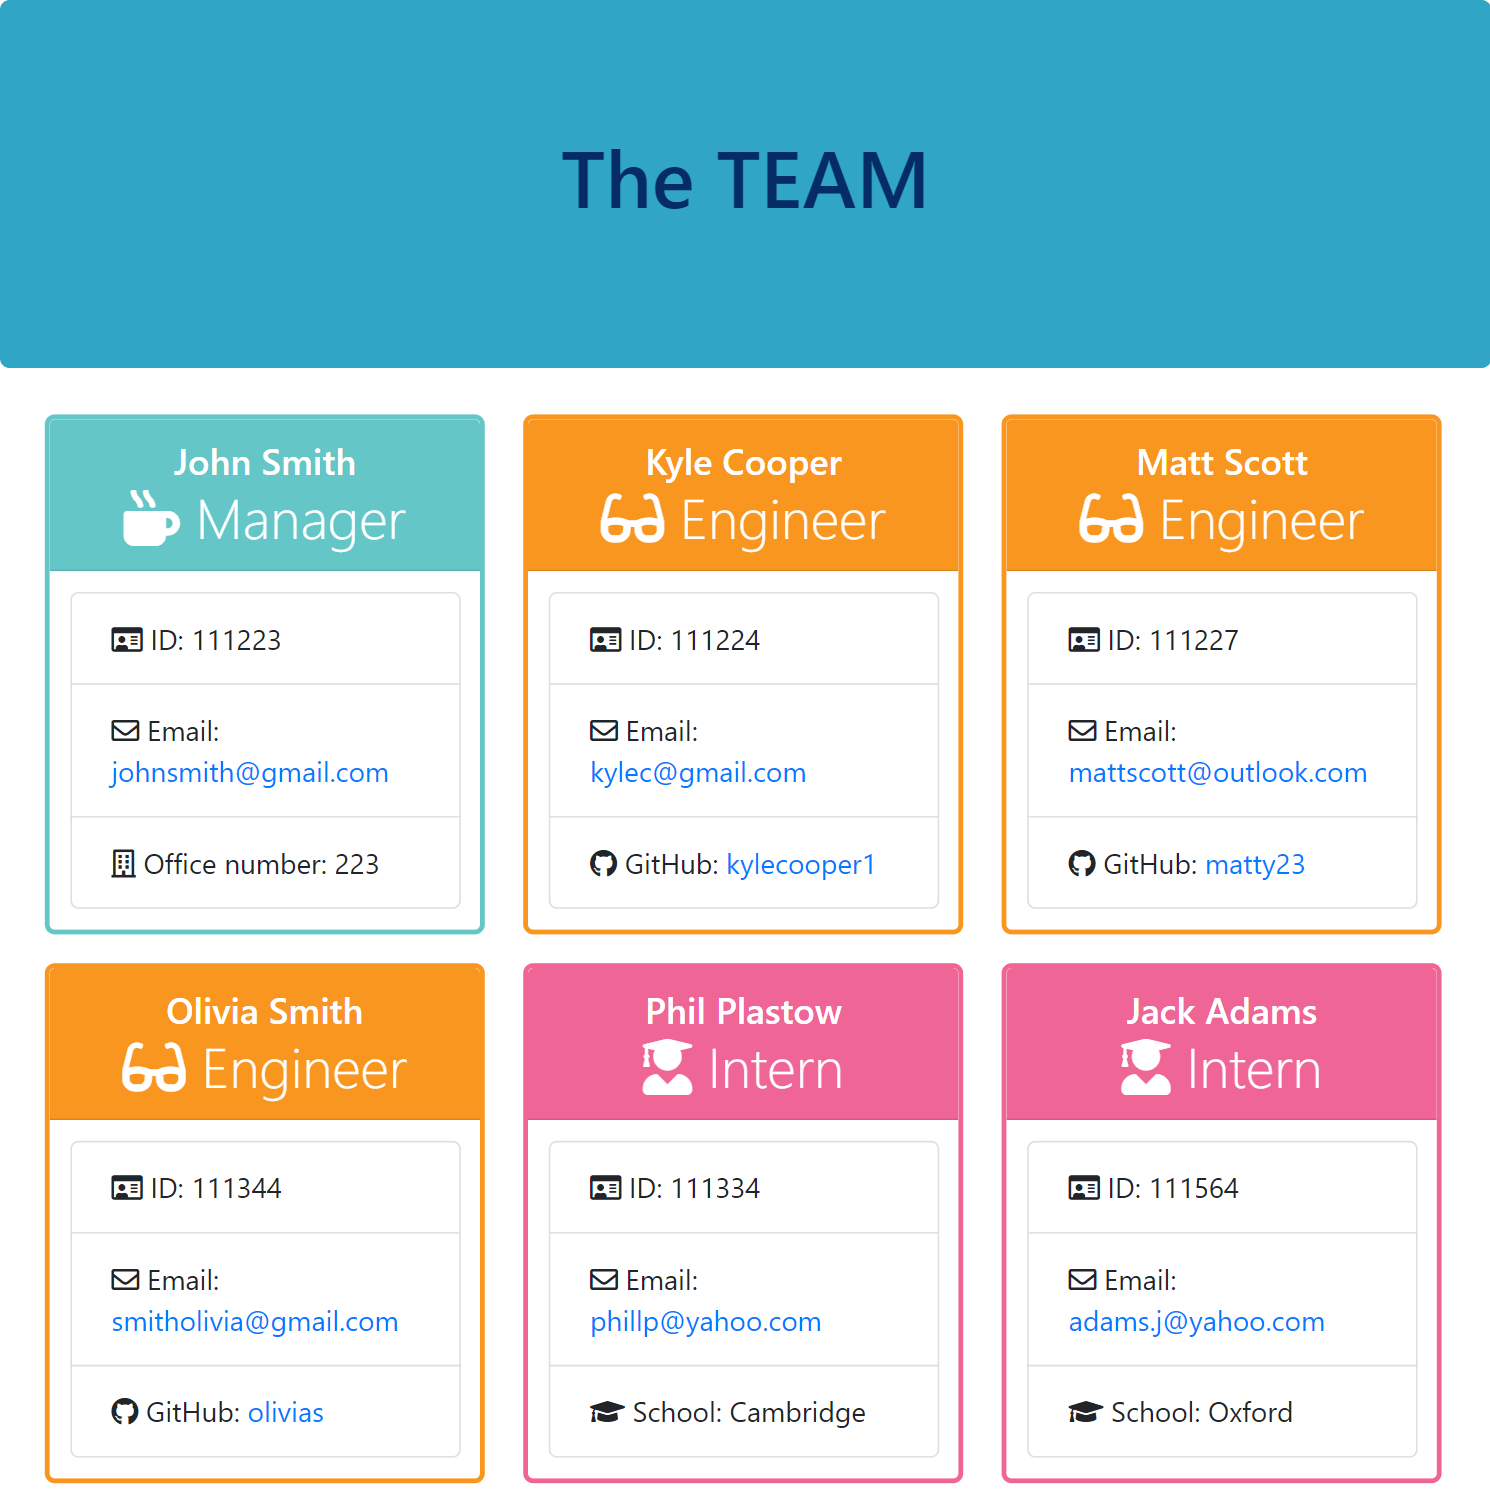 The TEAM
John Smith
Manager
ID: 111223
Email:
johnsmith@gmail.com
Office number: 223
Kyle Cooper
Engineer
ID: 111224
Email:
kylec@gmail.com
GitHub: kylecooper1
Matt Scott
Engineer
ID: 111227
Email:
mattscott@outlook.com
GitHub: matty23
Olivia Smith
Engineer
ID: 111344
Email:
smitholivia@gmail.com
GitHub: olivias
Phil Plastow
Intern
ID: 111334
Email:
phillp@yahoo.com
School: Cambridge
Jack Adams
Intern
ID: 111564
Email:
adams.j@yahoo.com
School: Oxford